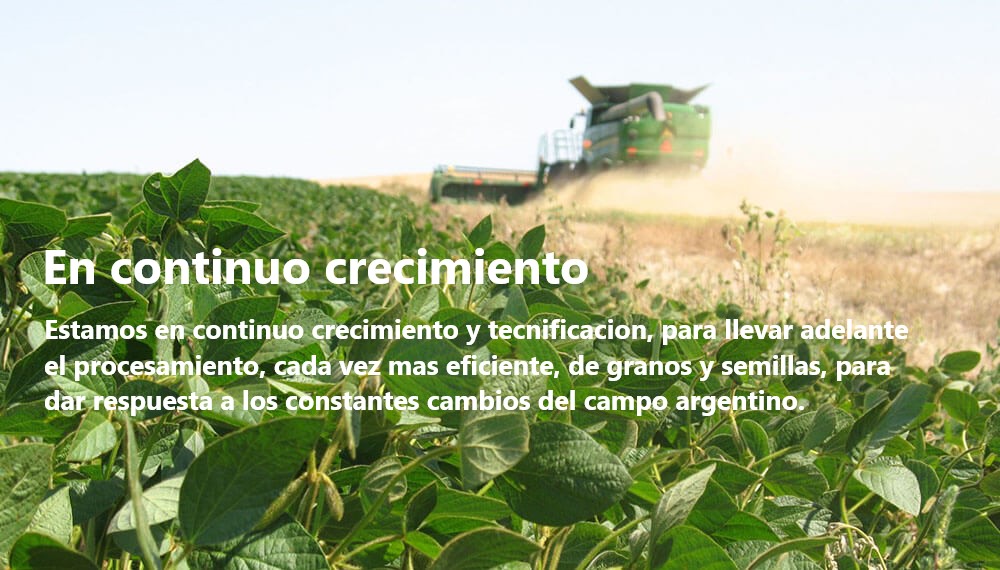 En continuo crecimiento
Estamos en continuo crecimiento y tecnificacion, para llevar adelante
el procesamiento, cada vez mas eficiente, de granos y semillas, para
dar respuesta a los constantes cambios del campo argentino.